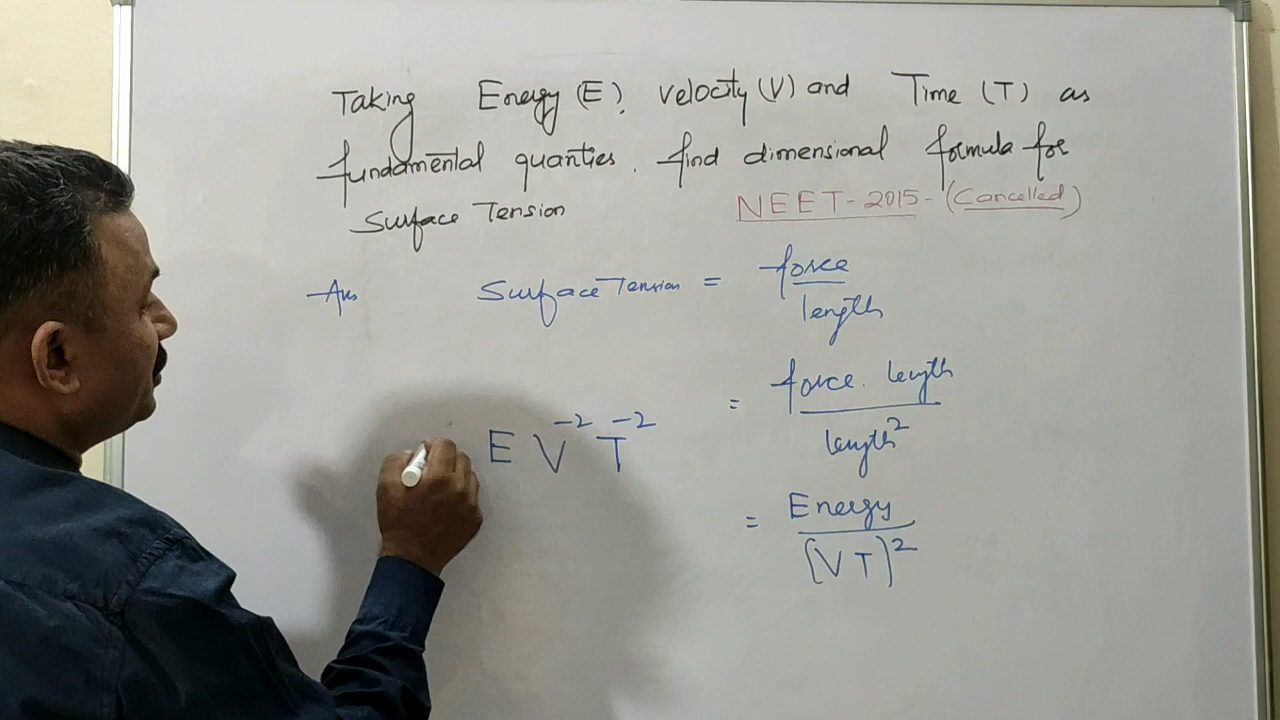 Taking Energy (E), velocity (V) and Time (T) as
fundamental quanties. find dimensional formula for
Surface Tension
NEET-2015-(Cancelled)
Ans Surface Tension = force
length
= force. length
length²
E V⁻² T⁻²
= Energy
(VT)²